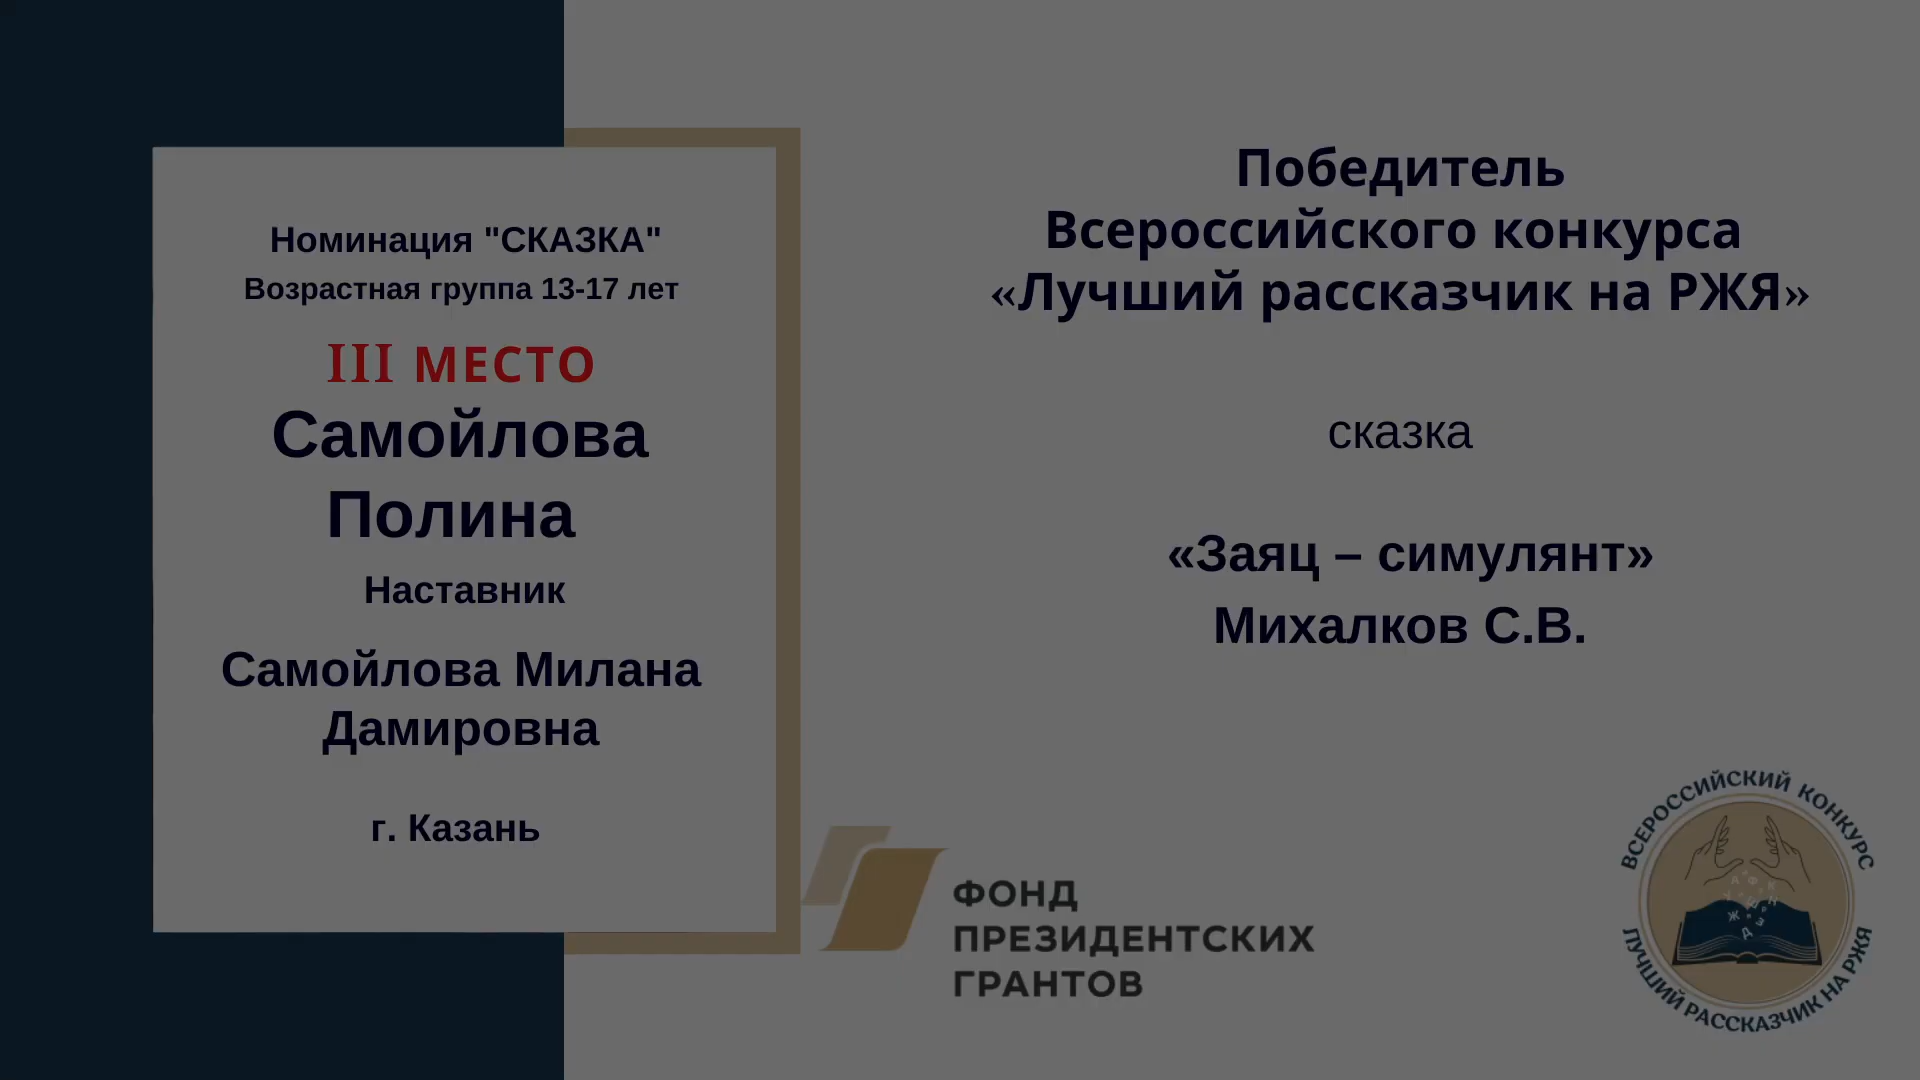 Номинация "СКАЗКА"
Возрастная группа 13-17 лет
III МЕСТО
Самойлова
Полина
Наставник
Самойлова Милана
Дамировна
г. Казань
Победитель
Всероссийского конкурса
«Лучший рассказчик на РЖЯ»
сказка
«Заяц – симулянт»
Михалков С.В.
ФОНД
ПРЕЗИДЕНТСКИХ
ГРАНТОВ
ВСЕРОССИЙСКИЙ КОНКУРС
ЛУЧШИЙ РАССКАЗЧИК НА РЖЯ